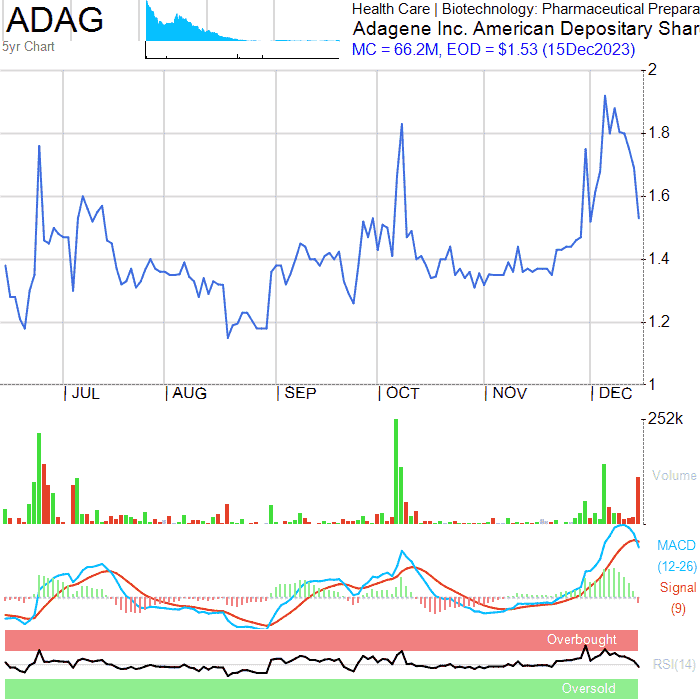 ADAG
5yr Chart
Health Care | Biotechnology: Pharmaceutical Prepara
Adagene Inc. American Depositary Shar
MC = 66.2M, EOD = $1.53 (15Dec2023)
2
1.8
1.6
1.4
1.2
1
JUL
AUG
SEP
OCT
NOV
DEC
252k
Volume
MACD
(12-26)
Signal
(9)
Overbought
RSI(14)
Oversold